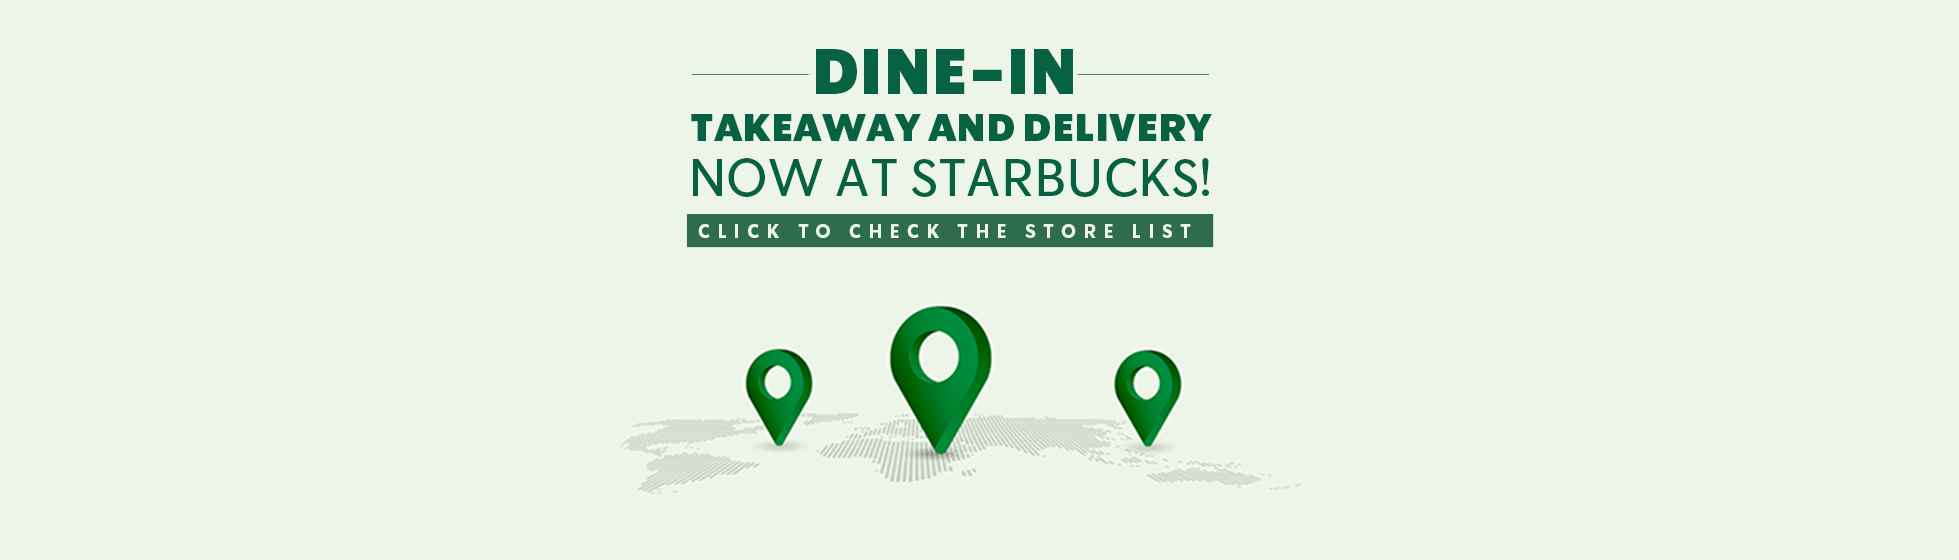 DINE-IN
TAKEAWAY AND DELIVERY
NOW AT STARBUCKS!
CLICK TO CHECK THE STORE LIST